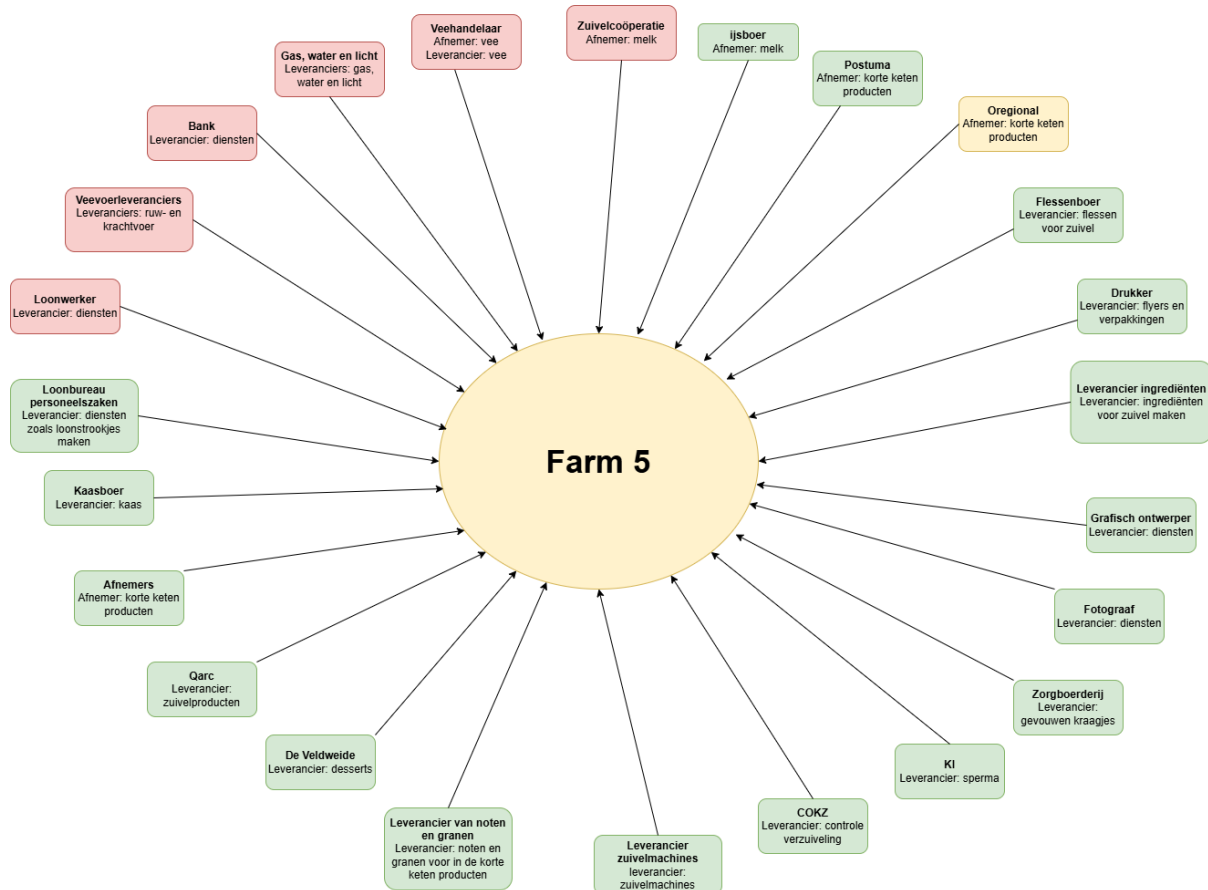 Veehandelaar
Afnemer: vee
Leverancier: vee
Zuivelcoöperatie
Afnemer: melk
ijsboer
Afnemer: melk
Postuma
Afnemer: korte keten
producten
Gas, water en licht
Leveranciers: gas,
water en licht
Oregional
Afnemer: korte keten
producten
Bank
Leverancier: diensten
Veevoerleveranciers
Leveranciers: ruw- en
krachtvoer
Flessenboer
Leverancier: flessen
voor zuivel
Loonwerker
Leverancier: diensten
Drukker
Leverancier: flyers en
verpakkingen
Loonbureau
personeelszaken
Leverancier: diensten
zoals loonstrookjes
maken
Leverancier ingrediënten
Leverancier: ingrediënten
voor zuivel maken
Farm 5
Kaasboer
Leverancier: kaas
Grafisch ontwerper
Leverancier: diensten
Afnemers
Afnemer: korte keten
producten
Fotograaf
Leverancier: diensten
Qarc
Leverancier:
zuivelproducten
Zorgboerderij
Leverancier:
gevouwen kraagjes
De Veldweide
Leverancier: desserts
KI
Leverancier: sperma
Leverancier van noten
en granen
Leverancier: noten en
granen voor in de korte
keten producten
Leverancier
zuivelmachines
leverancier:
zuivelmachines
COKZ
Leverancier: controle
verzuiveling